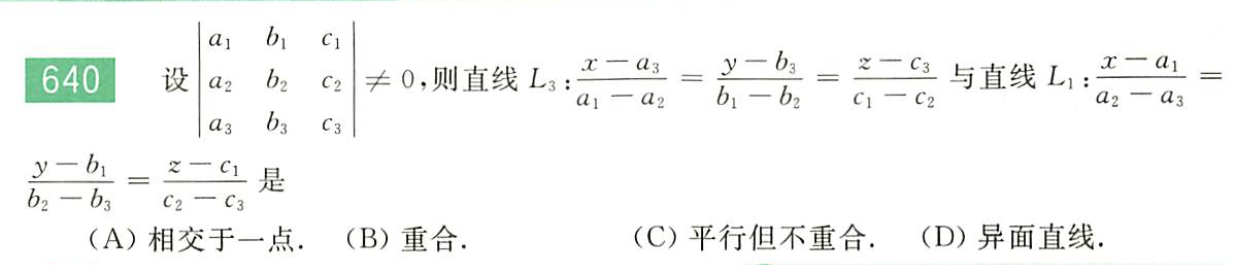 640 设 $\begin{vmatrix} a_1 & b_1 & c_1 \\ a_2 & b_2 & c_2 \\ a_3 & b_3 & c_3 \end{vmatrix} \neq 0$,则直线 $L_3: \frac{x-a_3}{a_1-a_2} = \frac{y-b_3}{b_1-b_2} = \frac{z-c_3}{c_1-c_2}$ 与直线 $L_1: \frac{x-a_1}{a_2-a_3} =$
$\frac{y-b_1}{b_2-b_3} = \frac{z-c_1}{c_2-c_3}$ 是
(A) 相交于一点. (B) 重合. (C) 平行但不重合. (D) 异面直线.